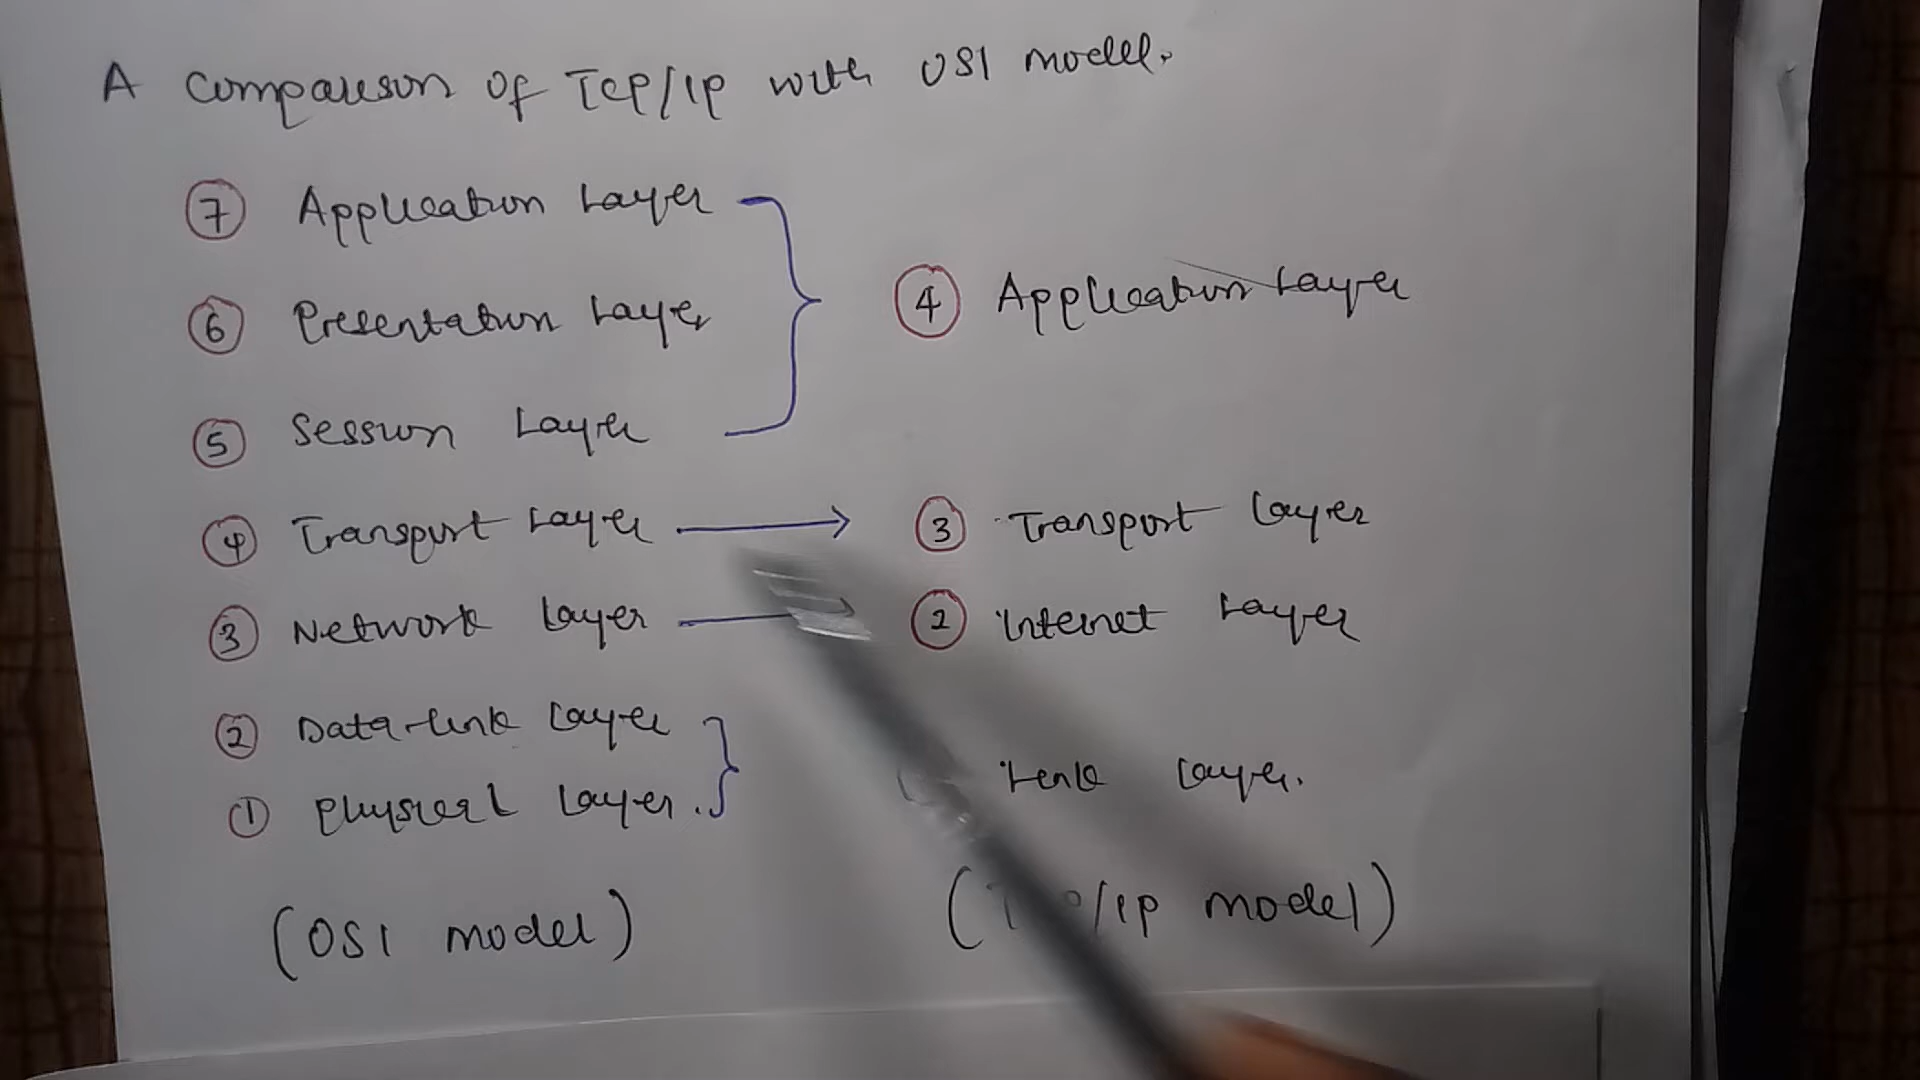 A comparison of TCP/IP with OSI model.
7 Application Layer
6 Presentation Layer
4 Application Layer
5 Session Layer
4 Transport Layer
3 Transport Layer
3 Network Layer
2 Internet Layer
2 Data-link Layer
1 Physical Layer.
Link Layer.
(OSI model)
(T P/IP model)